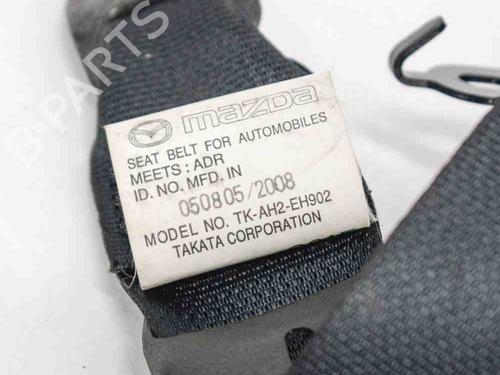 mazda
SEAT BELT FOR AUTOMOBILES
MEETS : ADR
ID. NO. MFD. IN
050805/2008
MODEL NO. TK-AH2-EH902
TAKATA CORPORATION
B-PARTS